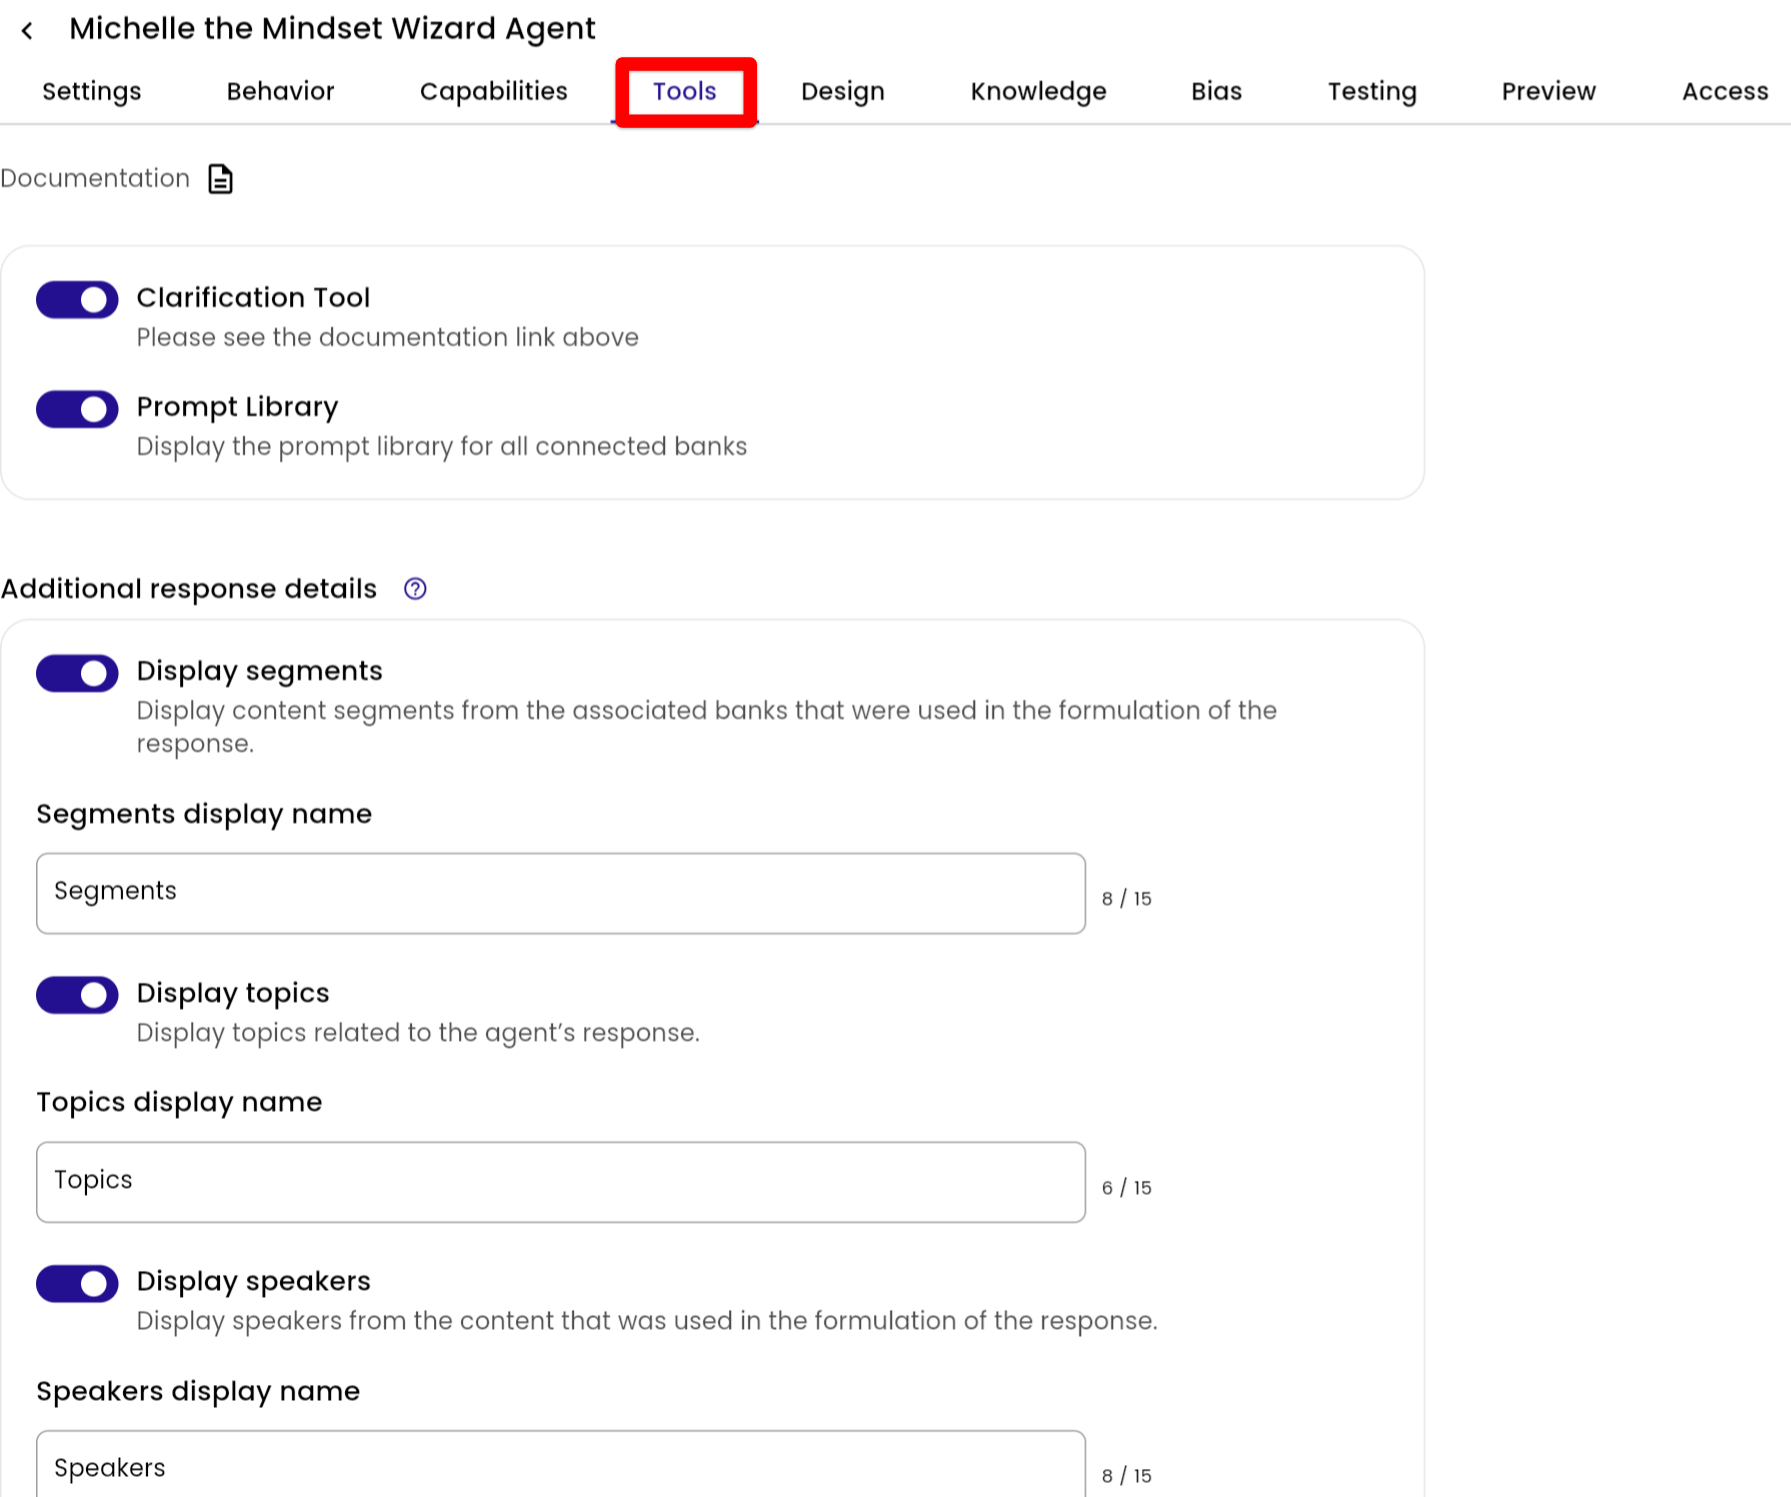 Michelle the Mindset Wizard Agent
Settings Behavior Capabilities Tools Design Knowledge Bias Testing Preview Access
Documentation
Clarification Tool
Please see the documentation link above
Prompt Library
Display the prompt library for all connected banks
Additional response details
Display segments
Display content segments from the associated banks that were used in the formulation of the
response.
Segments display name
Segments
8 / 15
Display topics
Display topics related to the agent’s response.
Topics display name
Topics
6 / 15
Display speakers
Display speakers from the content that was used in the formulation of the response.
Speakers display name
Speakers
8 / 15